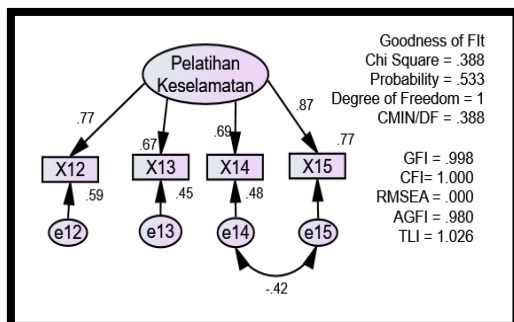 Goodness of FIt
Chi Square = .388
Probability = .533
Degree of Freedom = 1
CMIN/DF = .388
GFI = .998
CFI= 1.000
RMSEA = .000
AGFI = .980
TLI = 1.026
Pelatihan
Keselamatan
.77
.67
.69
.87
.77
X12
X13
X14
X15
.59
.45
.48
e12
e13
e14
e15
-.42